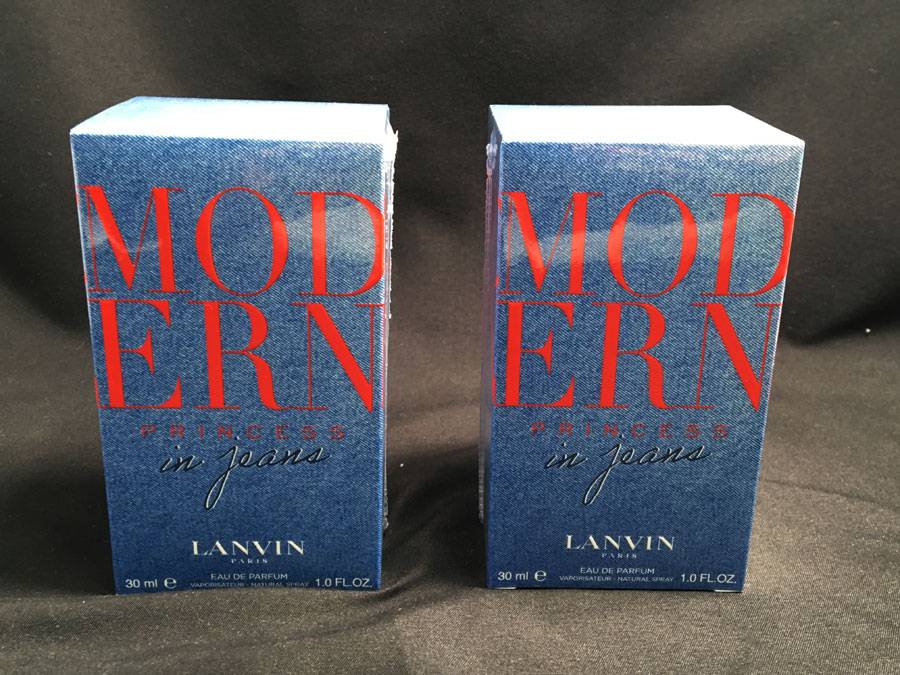 MOD
ERN
PRINCESS
in jeans
LANVIN
PARIS
EAU DE PARFUM
30 ml e VAPORISATEUR - NATURAL SPRAY 1.0 FL.OZ.
MOD
ERN
PRINCESS
in jeans
LANVIN
PARIS
EAU DE PARFUM
30 ml e VAPORISATEUR - NATURAL SPRAY 1.0 FL.OZ.